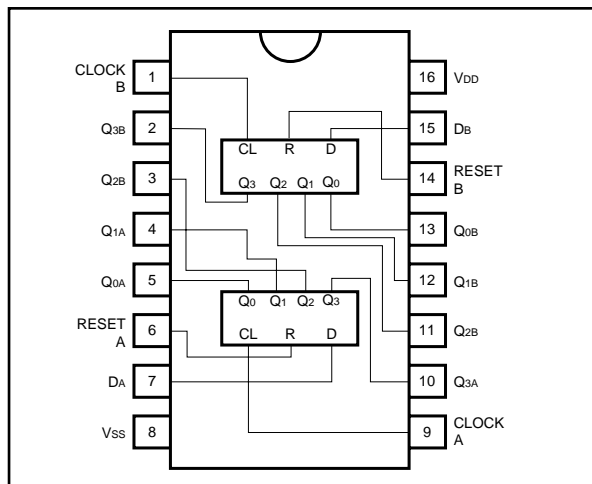 CLOCK B 1
16 VDD
Q3B 2
15 DB
CL R D
Q2B 3
14 RESET B
Q3 Q2 Q1 Q0
Q1A 4
13 Q0B
Q0A 5
12 Q1B
Q0 Q1 Q2 Q3
RESET A 6
11 Q2B
CL R D
DA 7
10 Q3A
VSS 8
9 CLOCK A